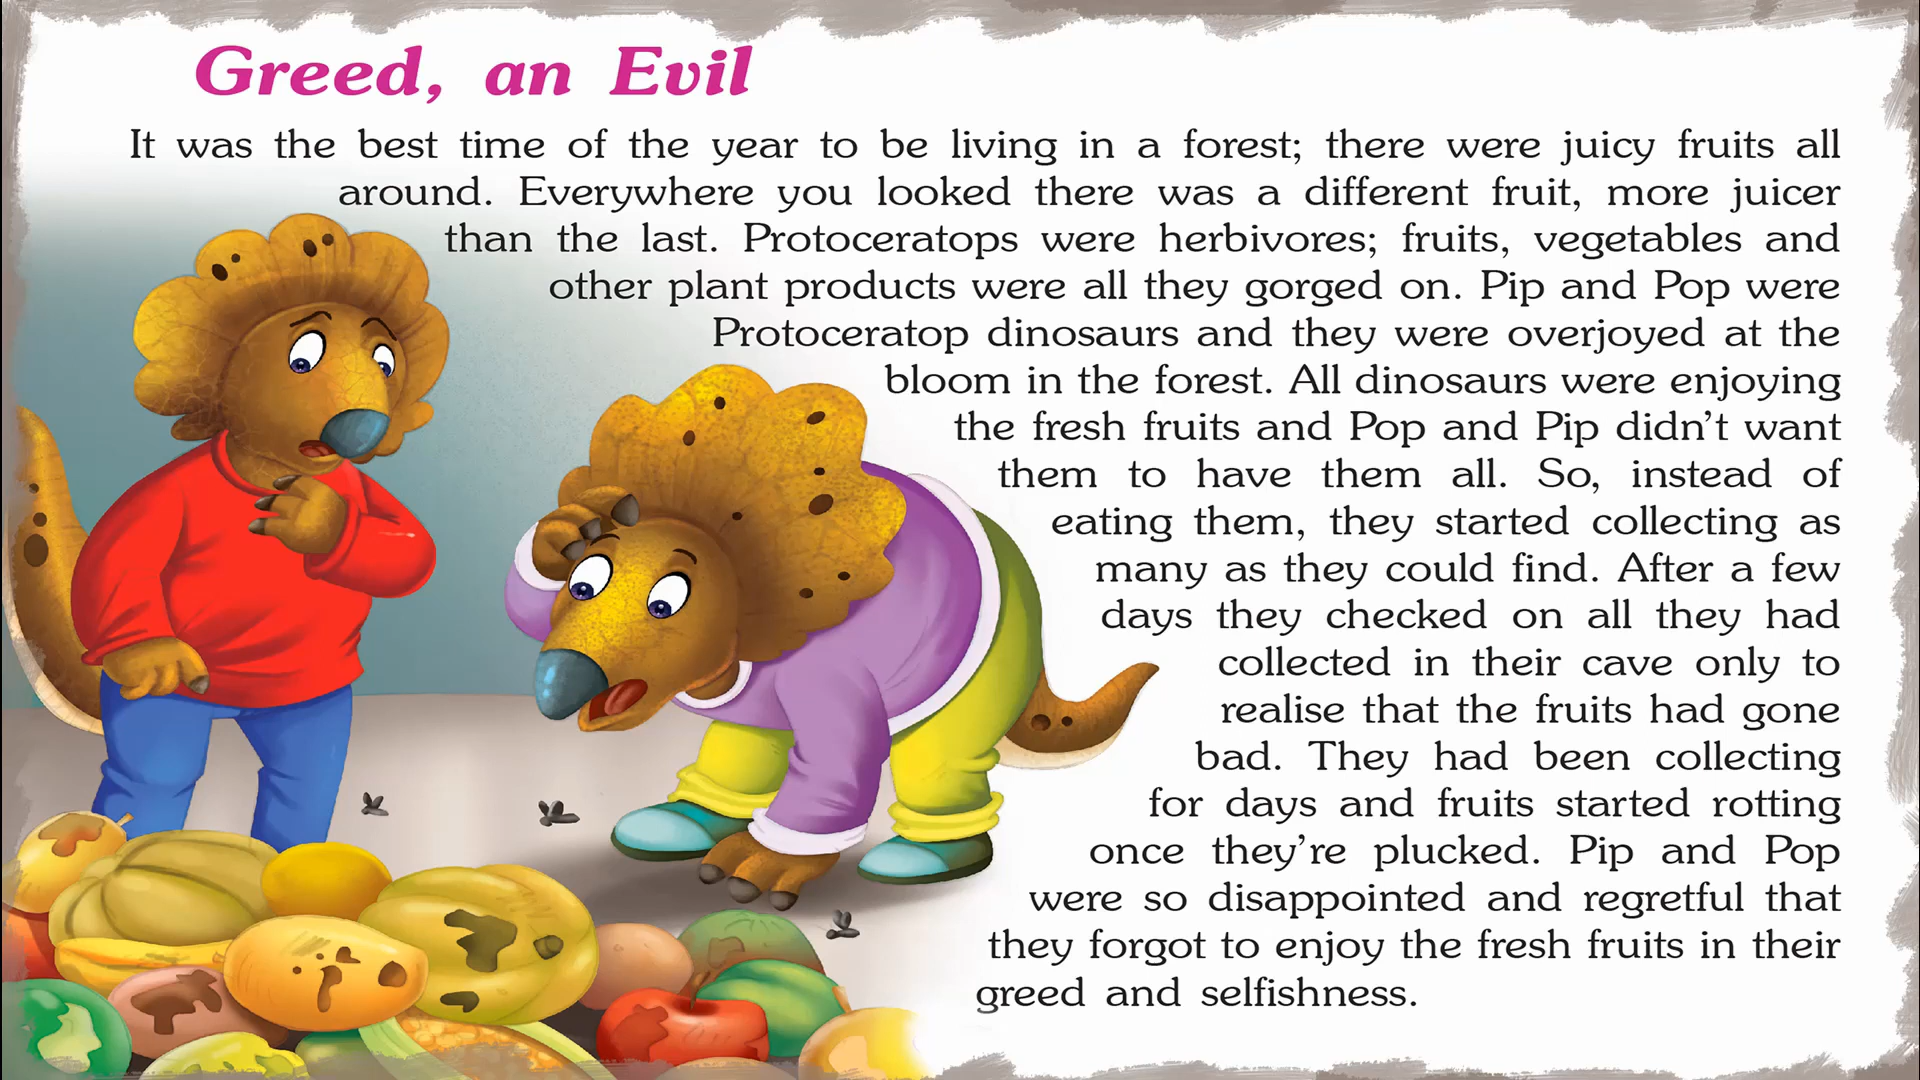 Greed, an Evil
It was the best time of the year to be living in a forest; there were juicy fruits all
around. Everywhere you looked there was a different fruit, more juicer
than the last. Protoceratops were herbivores; fruits, vegetables and
other plant products were all they gorged on. Pip and Pop were
Protoceratop dinosaurs and they were overjoyed at the
bloom in the forest. All dinosaurs were enjoying
the fresh fruits and Pop and Pip didn’t want
them to have them all. So, instead of
eating them, they started collecting as
many as they could find. After a few
days they checked on all they had
collected in their cave only to
realise that the fruits had gone
bad. They had been collecting
for days and fruits started rotting
once they’re plucked. Pip and Pop
were so disappointed and regretful that
they forgot to enjoy the fresh fruits in their
greed and selfishness.